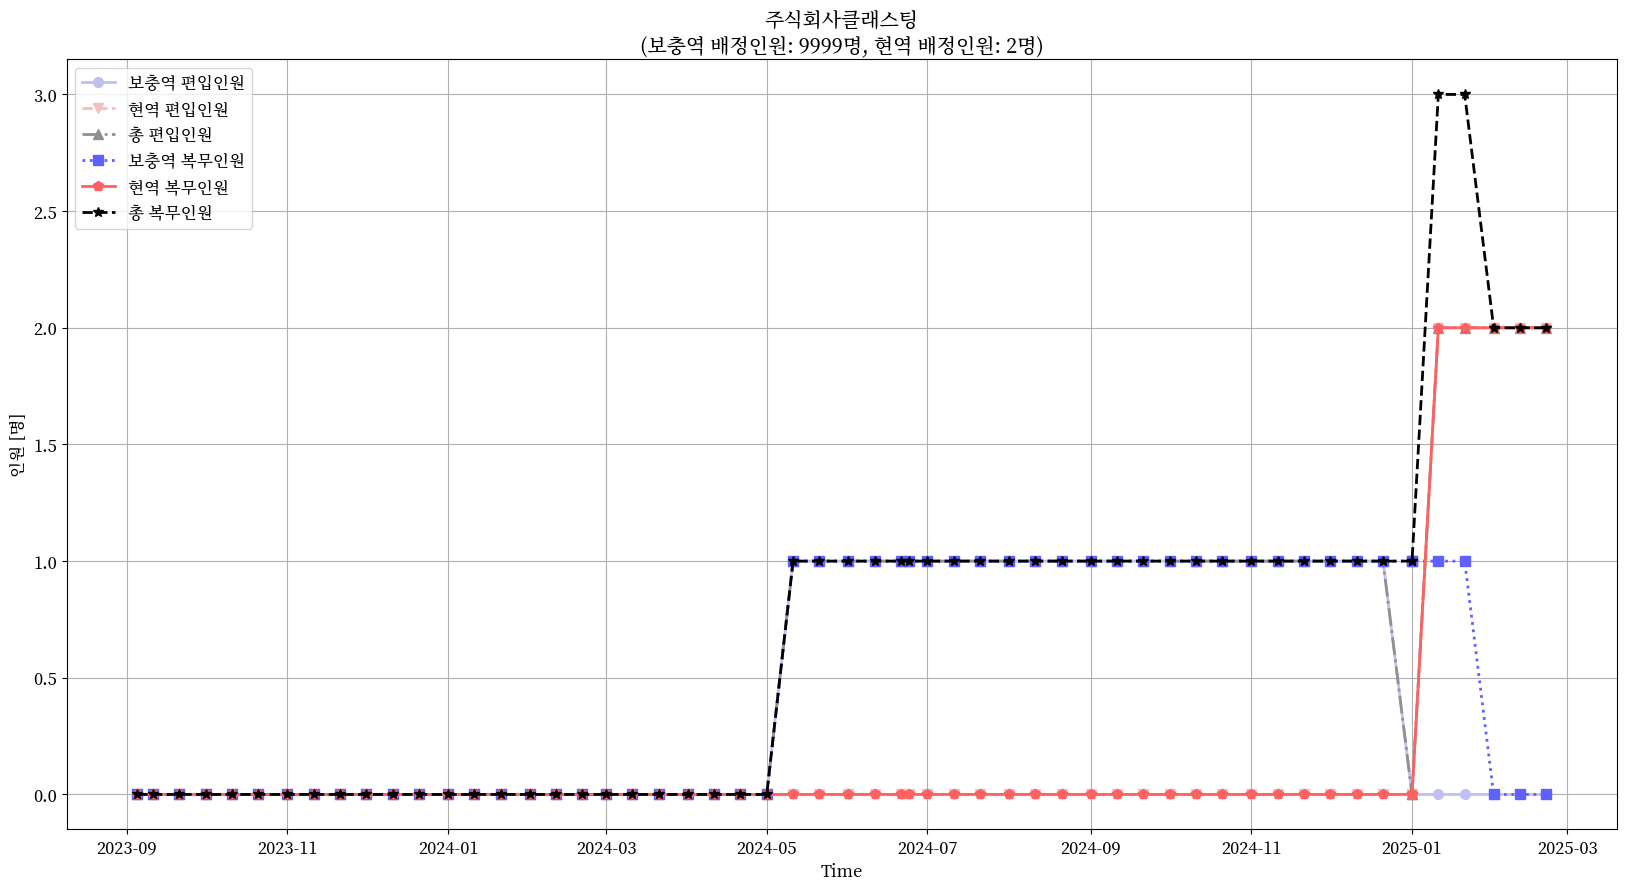 주식회사클래스팅
(보충역 배정인원: 9999명, 현역 배정인원: 2명)
보충역 편입인원
현역 편입인원
총 편입인원
보충역 복무인원
현역 복무인원
총 복무인원
인원 [명]
3.0
2.5
2.0
1.5
1.0
0.5
0.0
2023-09
2023-11
2024-01
2024-03
2024-05
2024-07
2024-09
2024-11
2025-01
2025-03
Time